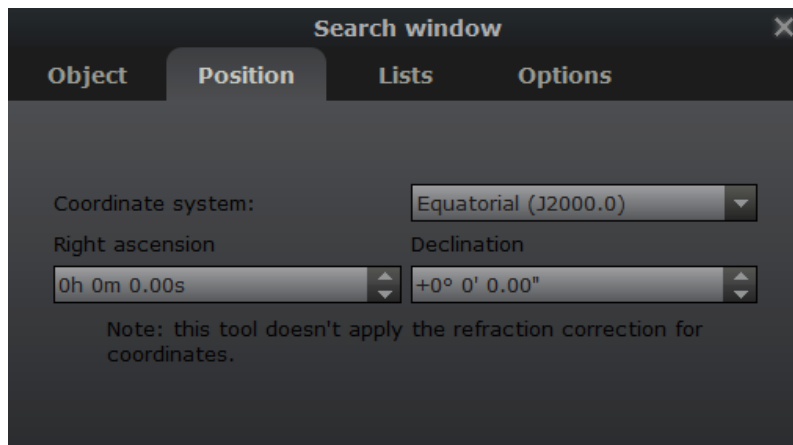 Search window
Object Position Lists Options
Coordinate system: Equatorial (J2000.0)
Right ascension Declination
0h 0m 0.00s +0° 0' 0.00"
Note: this tool doesn't apply the refraction correction for
coordinates.